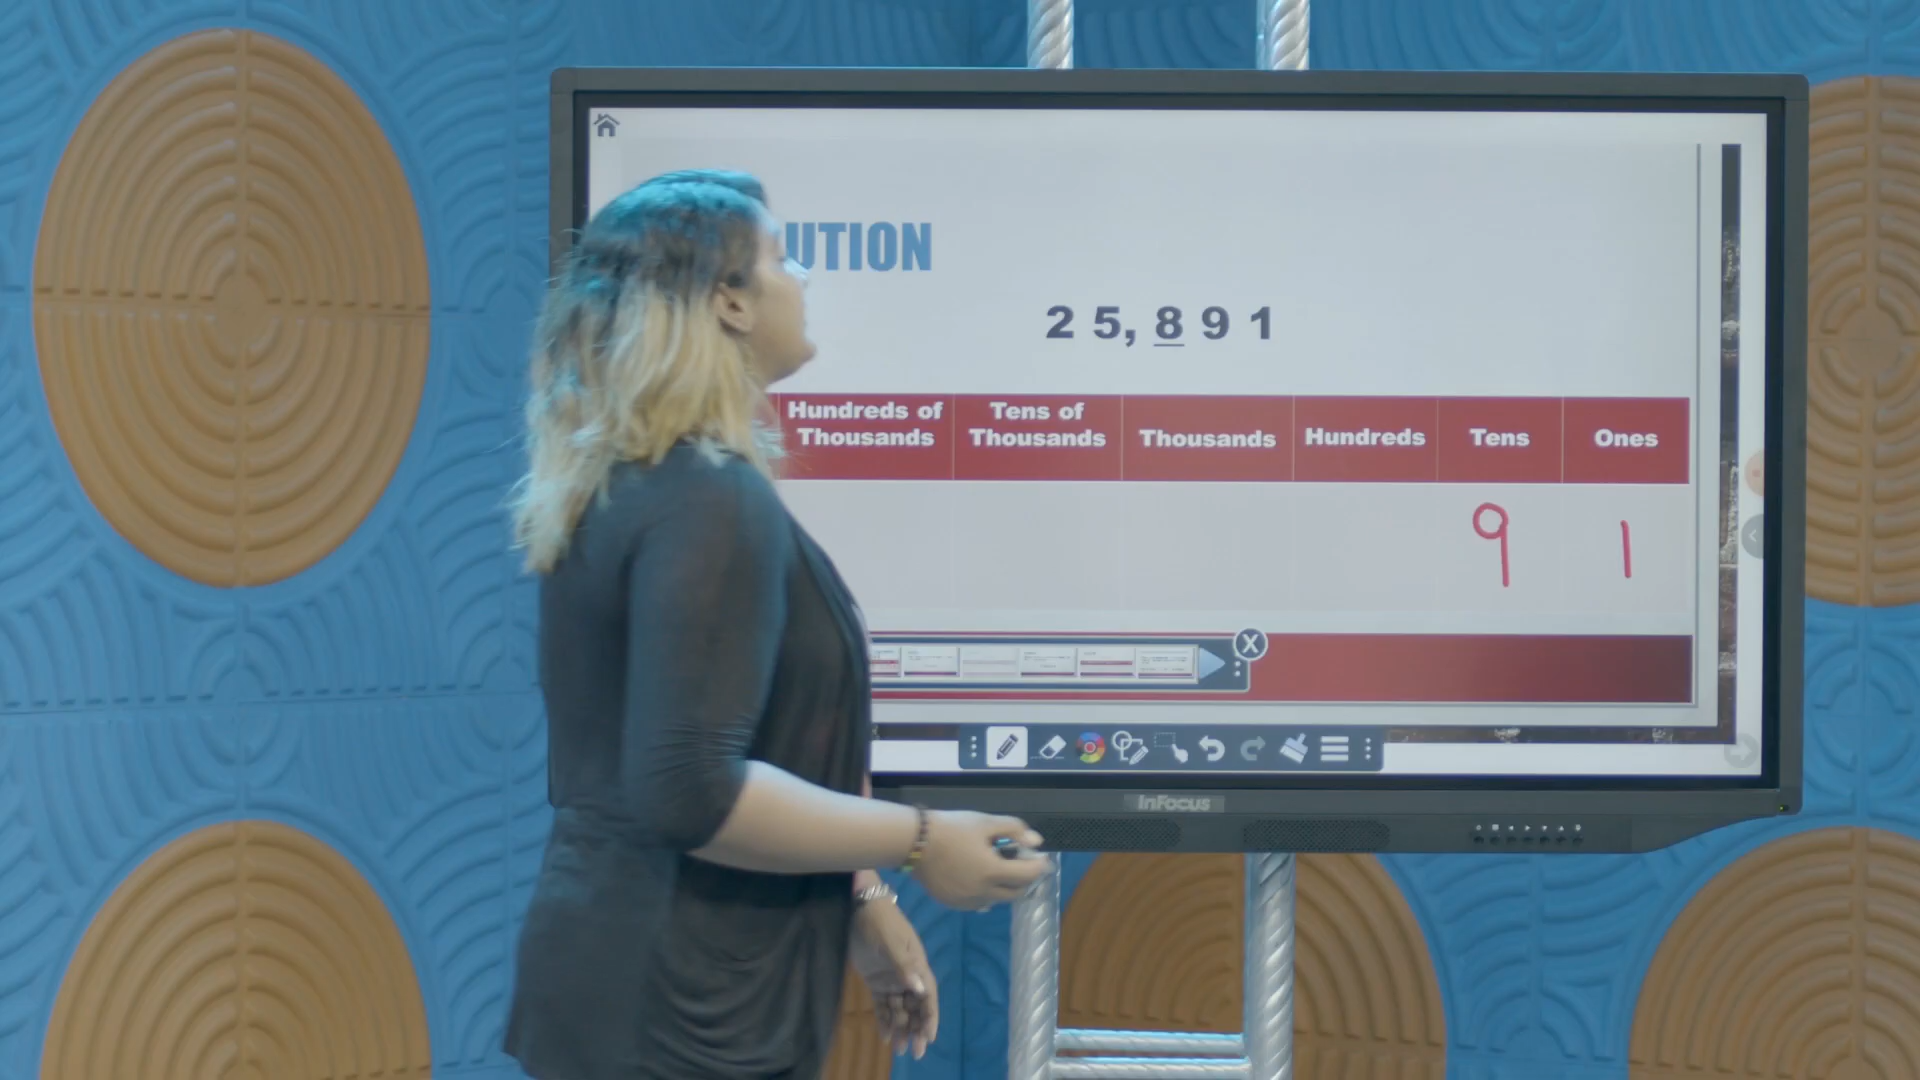 UTION
2 5, 8 9 1
Hundreds of Thousands Tens of Thousands Thousands Hundreds Tens Ones
9 1
X
InFocus